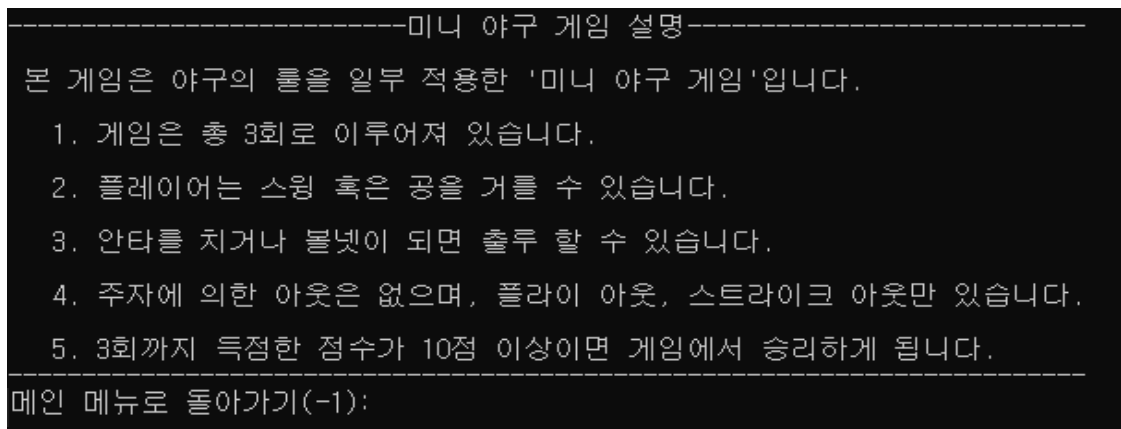 ---------------------------미니 야구 게임 설명---------------------------
본 게임은 야구의 룰을 일부 적용한 '미니 야구 게임'입니다.
1. 게임은 총 3회로 이루어져 있습니다.
2. 플레이어는 스윙 혹은 공을 거를 수 있습니다.
3. 안타를 치거나 볼넷이 되면 출루 할 수 있습니다.
4. 주자에 의한 아웃은 없으며, 플라이 아웃, 스트라이크 아웃만 있습니다.
5. 3회까지 득점한 점수가 10점 이상이면 게임에서 승리하게 됩니다.
-------------------------------------------------------------------------
메인 메뉴로 돌아가기(-1):